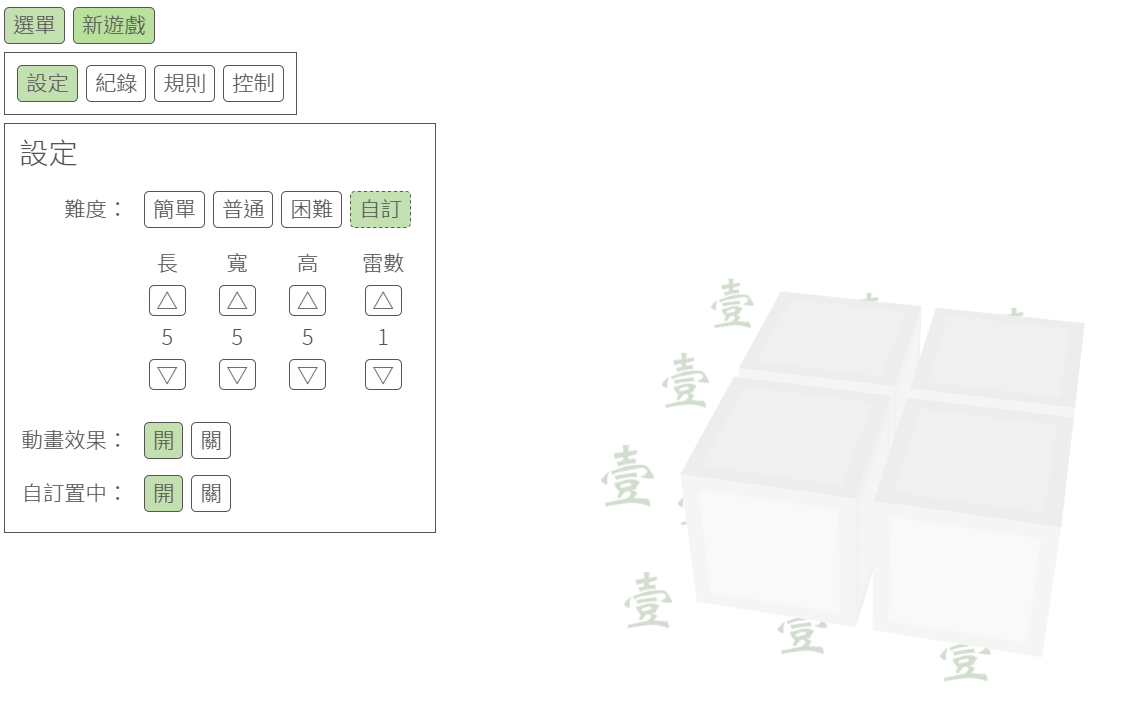 選單 新遊戲
設定 紀錄 規則 控制
設定
難度： 簡單 普通 困難 自訂
長 寬 高 雷數
△ △ △ △
5 5 5 1
▽ ▽ ▽ ▽
動畫效果： 開 關
自訂置中： 開 關
壹
壹
壹
壹
壹
壹